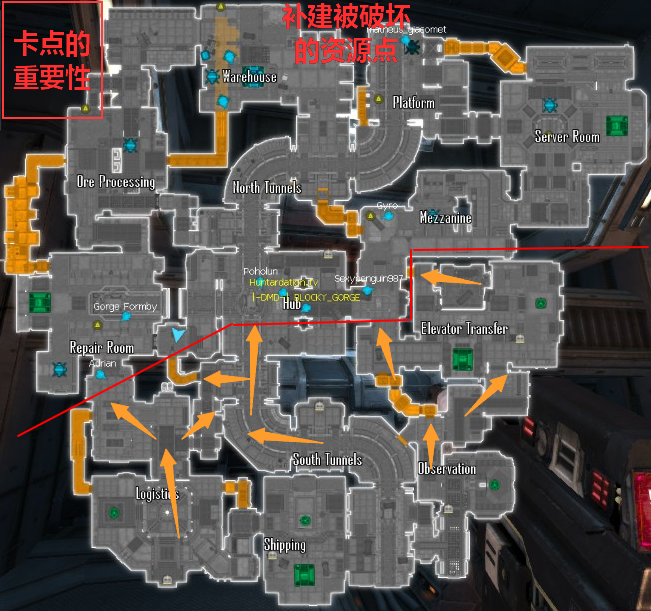 卡点的
重要性
补建被破坏
的资源点
Warehouse
Platform
Server Room
Ore Processing
North Tunnels
Gyro
Mezzanine
Poholun
Sexypenguin987
Hub
Gorge Formby
Elevator Transfer
Repair Room
Adrian
South Tunnels
Observation
Logistics
Shipping